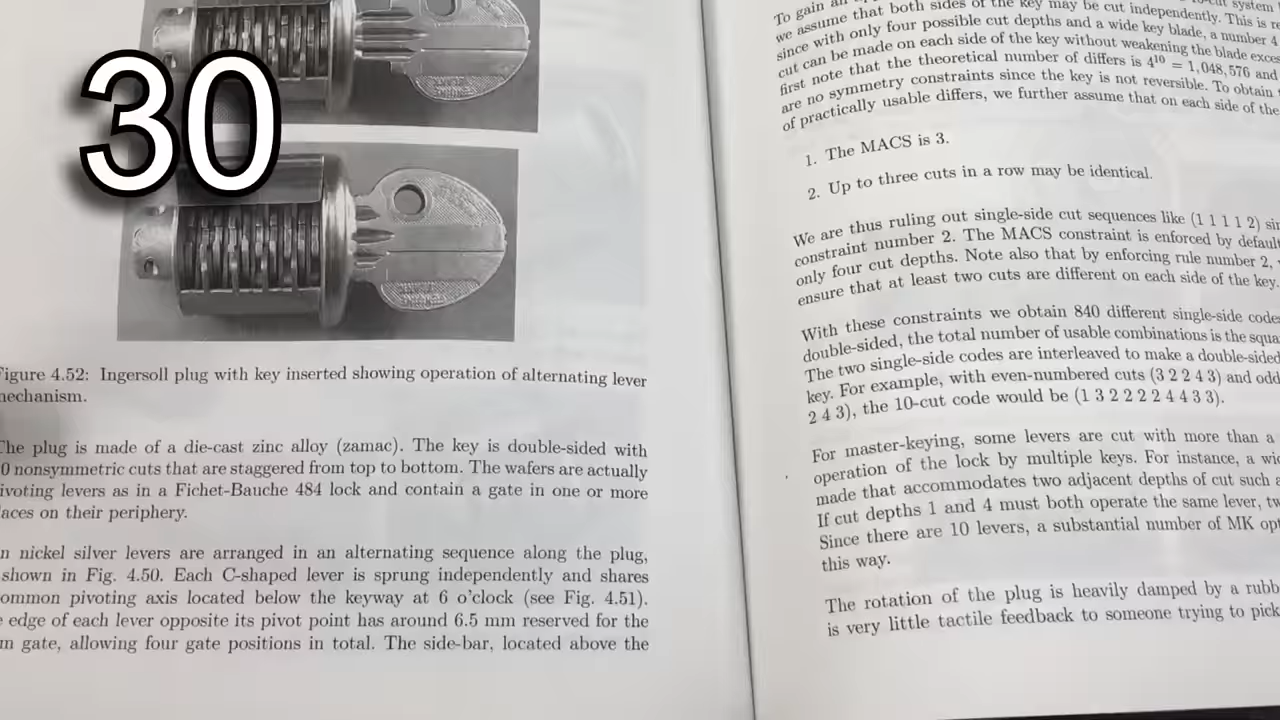 30
igure 4.52: Ingersoll plug with key inserted showing operation of alternating lever
echanism.
The plug is made of a die-cast zinc alloy (zamac). The key is double-sided with
0 nonsymmetric cuts that are staggered from top to bottom. The wafers are actually
ivoting levers as in a Fichet-Bauche 484 lock and contain a gate in one or more
laces on their periphery.
n nickel silver levers are arranged in an alternating sequence along the plug,
shown in Fig. 4.50. Each C-shaped lever is sprung independently and shares
ommon pivoting axis located below the keyway at 6 o'clock (see Fig. 4.51).
edge of each lever opposite its pivot point has around 6.5 mm reserved for the
m gate, allowing four gate positions in total. The side-bar, located above the
To gain an system
we assume that both sides of the key may be cut independently. This is re
since with only four possible cut depths and a wide key blade, a number 4
cut can be made on each side of the key without weakening the blade exces
first note that the theoretical number of differs is 4¹⁰ = 1,048,576 and
are no symmetry constraints since the key is not reversible. To obtain
of practically usable differs, we further assume that on each side of the
1. The MACS is 3.
2. Up to three cuts in a row may be identical.
We are thus ruling out single-side cut sequences like (1 1 1 1 2) sin
constraint number 2. The MACS constraint is enforced by default
only four cut depths. Note also that by enforcing rule number 2,
ensure that at least two cuts are different on each side of the key.
With these constraints we obtain 840 different single-side codes
double-sided, the total number of usable combinations is the squa
The two single-side codes are interleaved to make a double-sided
key. For example, with even-numbered cuts (3 2 2 4 3) and odd
2 4 3), the 10-cut code would be (1 3 2 2 2 2 4 4 3 3).
For master-keying, some levers are cut with more than a
operation of the lock by multiple keys. For instance, a wid
made that accommodates two adjacent depths of cut such a
If cut depths 1 and 4 must both operate the same lever, tw
Since there are 10 levers, a substantial number of MK op
this way.
The rotation of the plug is heavily damped by a rubb
is very little tactile feedback to someone trying to pick